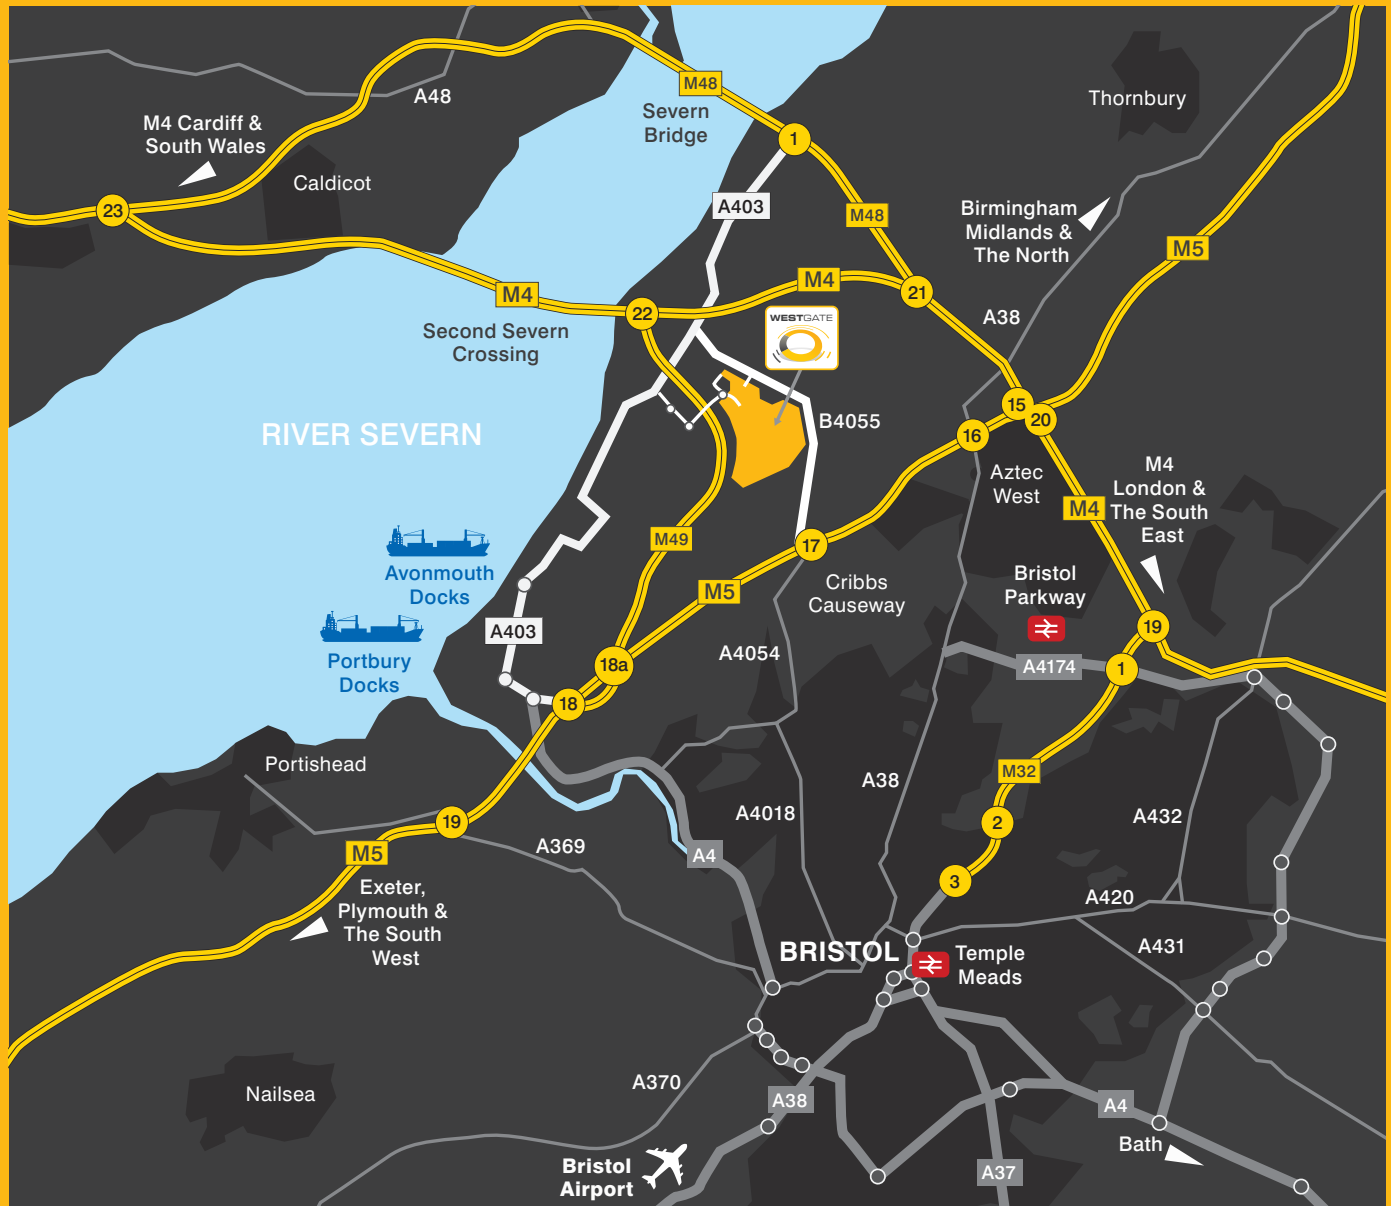 M48
A48
Thornbury
Severn
Bridge
M4 Cardiff &
South Wales
1
Caldicot
A403
23
M48
Birmingham
Midlands &
The North
M5
M4
M4
21
22
A38
WESTGATE
Second Severn
Crossing
15
20
B4055
16
RIVER SEVERN
Aztec
West
M4
London &
The South
East
M4
M49
17
Avonmouth
Docks
Bristol
Parkway
Cribbs
Causeway
M5
A403
19
Portbury
Docks
A4054
18a
A4174
1
18
Portishead
M32
A38
A4018
A432
19
2
A369
M5
A4
3
Exeter,
Plymouth &
The South
West
A420
A431
BRISTOL
Temple
Meads
A370
Nailsea
A38
A4
Bath
Bristol
Airport
A37